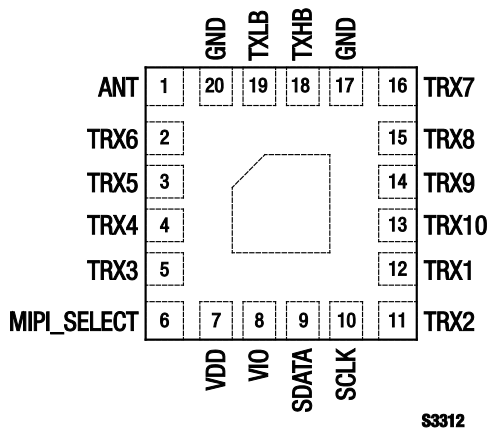 GND TXLB TXHB GND
ANT 1 20 19 18 17 16 TRX7
TRX6 2 15 TRX8
TRX5 3 14 TRX9
TRX4 4 13 TRX10
TRX3 5 12 TRX1
MIPI_SELECT 6 7 8 9 10 11 TRX2
VDD VIO SDATA SCLK
S3312